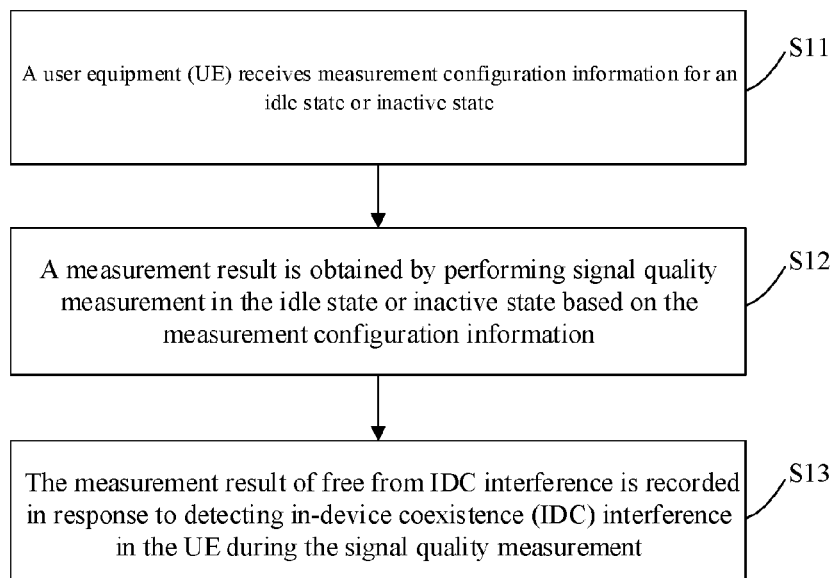 A user equipment (UE) receives measurement configuration information for an
idle state or inactive state
S11
A measurement result is obtained by performing signal quality
measurement in the idle state or inactive state based on the
measurement configuration information
S12
The measurement result of free from IDC interference is recorded
in response to detecting in-device coexistence (IDC) interference
in the UE during the signal quality measurement
S13